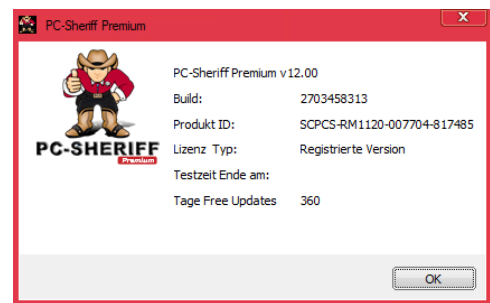 PC-Sheriff Premium
PC-Sheriff Premium v12.00
Build: 2703458313
Produkt ID: SCPCS-RM1120-007704-817485
PC-SHERIFF
Premium
Lizenz Typ: Registrierte Version
Testzeit Ende am:
Tage Free Updates 360
OK